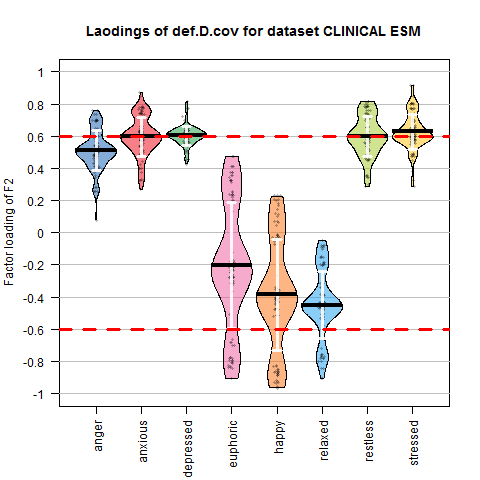 Laodings of def.D.cov for dataset CLINICAL ESM
Factor loading of F2
1
0.8
0.6
0.4
0.2
0
-0.2
-0.4
-0.6
-0.8
-1
anger
anxious
depressed
euphoric
happy
relaxed
restless
stressed